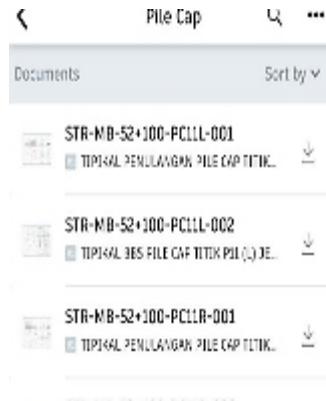 Pile Cap
Documents
Sort by
STR-MB-52+100-PC11L-001
TIPIKAL PENULANGAN PILE CAP TITIK...
STR-MB-52+100-PC11L-002
TIPIKAL BBS PILE CAP TITIK P11 (L) JE...
STR-MB-52+100-PC11R-001
TIPIKAL PENULANGAN PILE CAP TITIK...